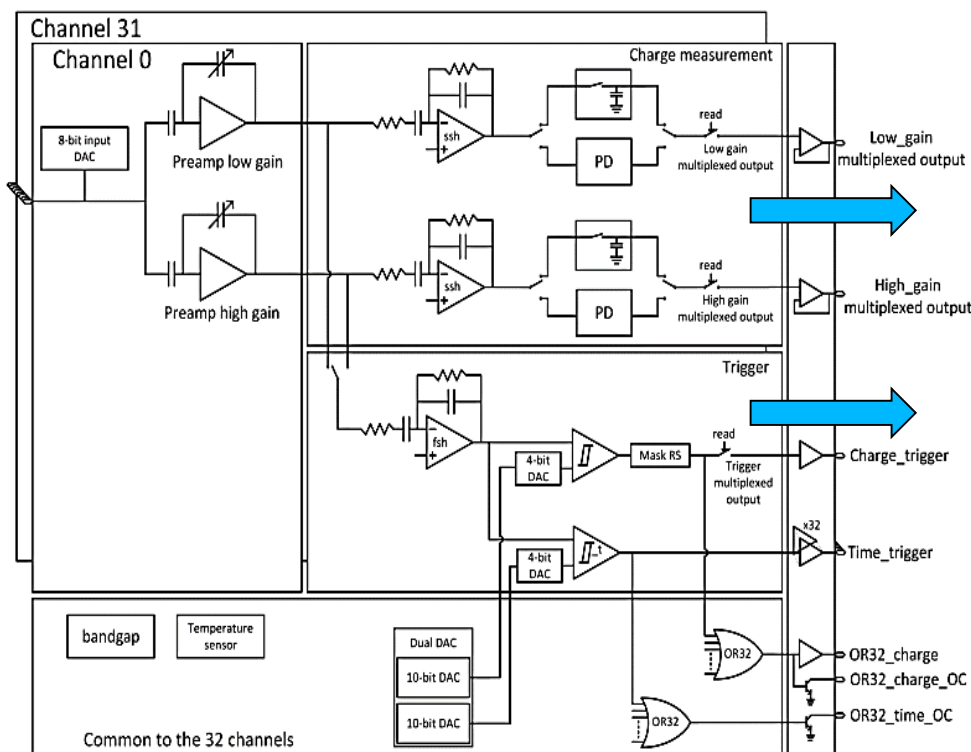 Channel 31
Channel 0
Charge measurement
8-bit input
DAC
Preamp low gain
ssh
PD
read
Low gain
multiplexed output
Low_gain
multiplexed output
Preamp high gain
ssh
PD
read
High gain
multiplexed output
High_gain
multiplexed output
Trigger
fsh
4-bit
DAC
Mask RS
read
Trigger
multiplexed
output
Charge_trigger
4-bit
DAC
_t
x32
Time_trigger
bandgap
Temperature
sensor
Dual DAC
10-bit DAC
10-bit DAC
OR32
OR32
OR32_charge
OR32_charge_OC
OR32_time_OC
Common to the 32 channels